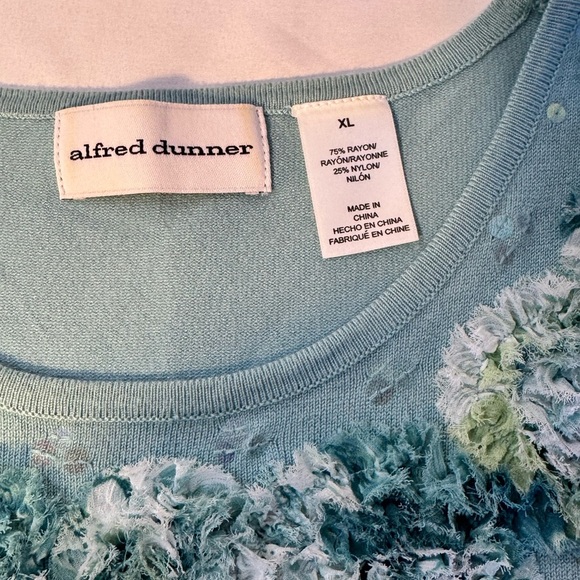 alfred dunner
XL
75% RAYON/
RAYÓN/RAYONNE
25% NYLON/
NILÓN
MADE IN
CHINA
HECHO EN CHINA
FABRIQUÉ EN CHINE